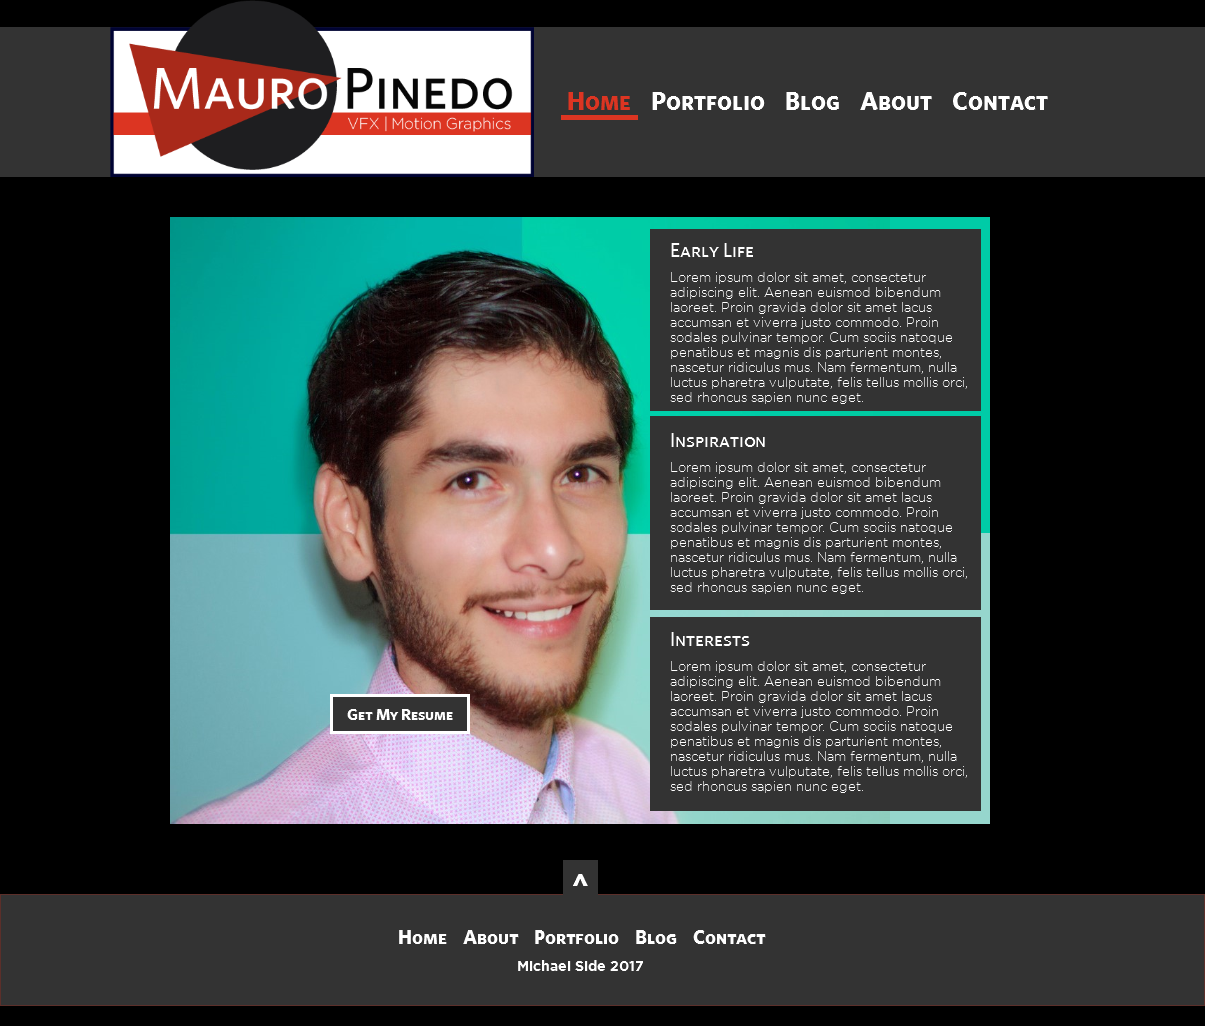 Mauro Pinedo
VFX | Motion Graphics
Home Portfolio Blog About Contact
Early Life
Lorem ipsum dolor sit amet, consectetur
adipiscing elit. Aenean euismod bibendum
laoreet. Proin gravida dolor sit amet lacus
accumsan et viverra justo commodo. Proin
sodales pulvinar tempor. Cum sociis natoque
penatibus et magnis dis parturient montes,
nascetur ridiculus mus. Nam fermentum, nulla
luctus pharetra vulputate, felis tellus mollis orci,
sed rhoncus sapien nunc eget.
Inspiration
Lorem ipsum dolor sit amet, consectetur
adipiscing elit. Aenean euismod bibendum
laoreet. Proin gravida dolor sit amet lacus
accumsan et viverra justo commodo. Proin
sodales pulvinar tempor. Cum sociis natoque
penatibus et magnis dis parturient montes,
nascetur ridiculus mus. Nam fermentum, nulla
luctus pharetra vulputate, felis tellus mollis orci,
sed rhoncus sapien nunc eget.
Interests
Lorem ipsum dolor sit amet, consectetur
adipiscing elit. Aenean euismod bibendum
laoreet. Proin gravida dolor sit amet lacus
accumsan et viverra justo commodo. Proin
sodales pulvinar tempor. Cum sociis natoque
penatibus et magnis dis parturient montes,
nascetur ridiculus mus. Nam fermentum, nulla
luctus pharetra vulputate, felis tellus mollis orci,
sed rhoncus sapien nunc eget.
Get My Resume
^
Home About Portfolio Blog Contact
Michael Side 2017